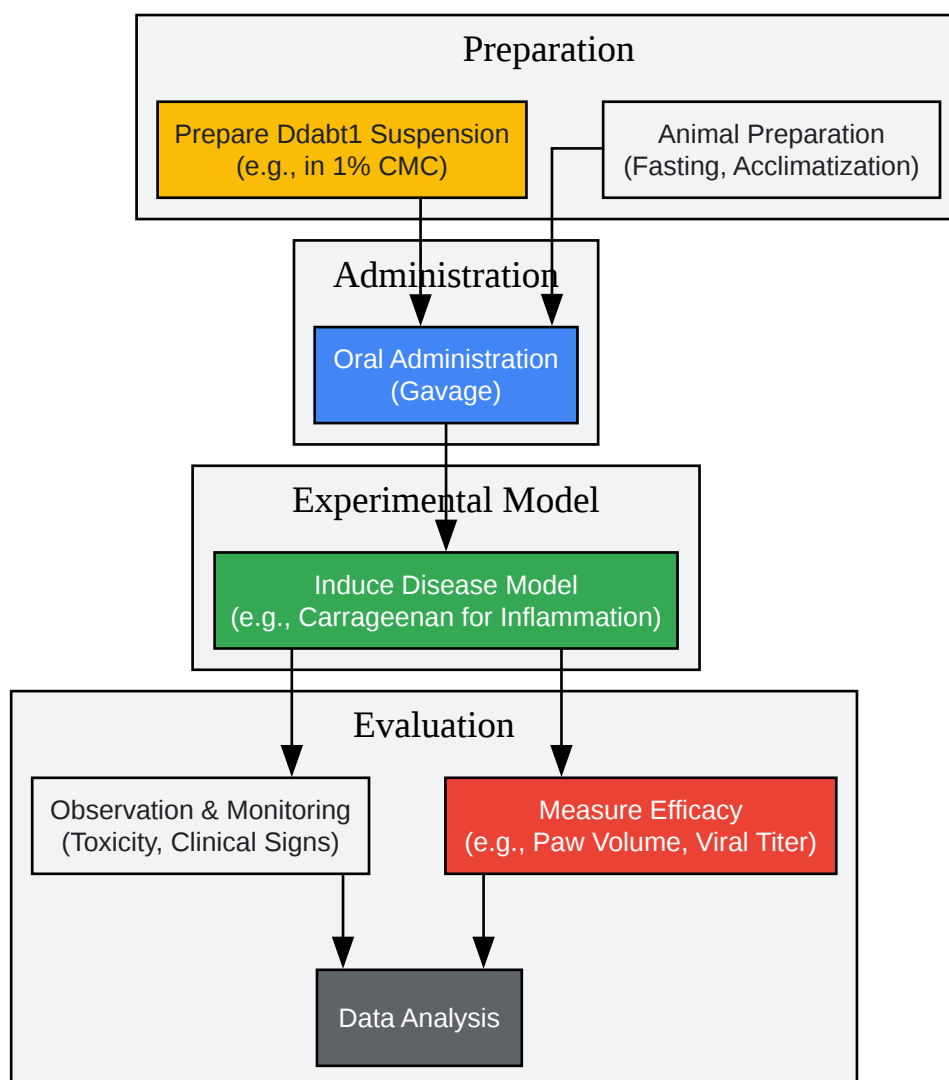 Preparation
Prepare Ddabt1 Suspension
(e.g., in 1% CMC)
Animal Preparation
(Fasting, Acclimatization)
Administration
Oral Administration
(Gavage)
Experimental Model
Induce Disease Model
(e.g., Carrageenan for Inflammation)
Evaluation
Observation & Monitoring
(Toxicity, Clinical Signs)
Measure Efficacy
(e.g., Paw Volume, Viral Titer)
Data Analysis